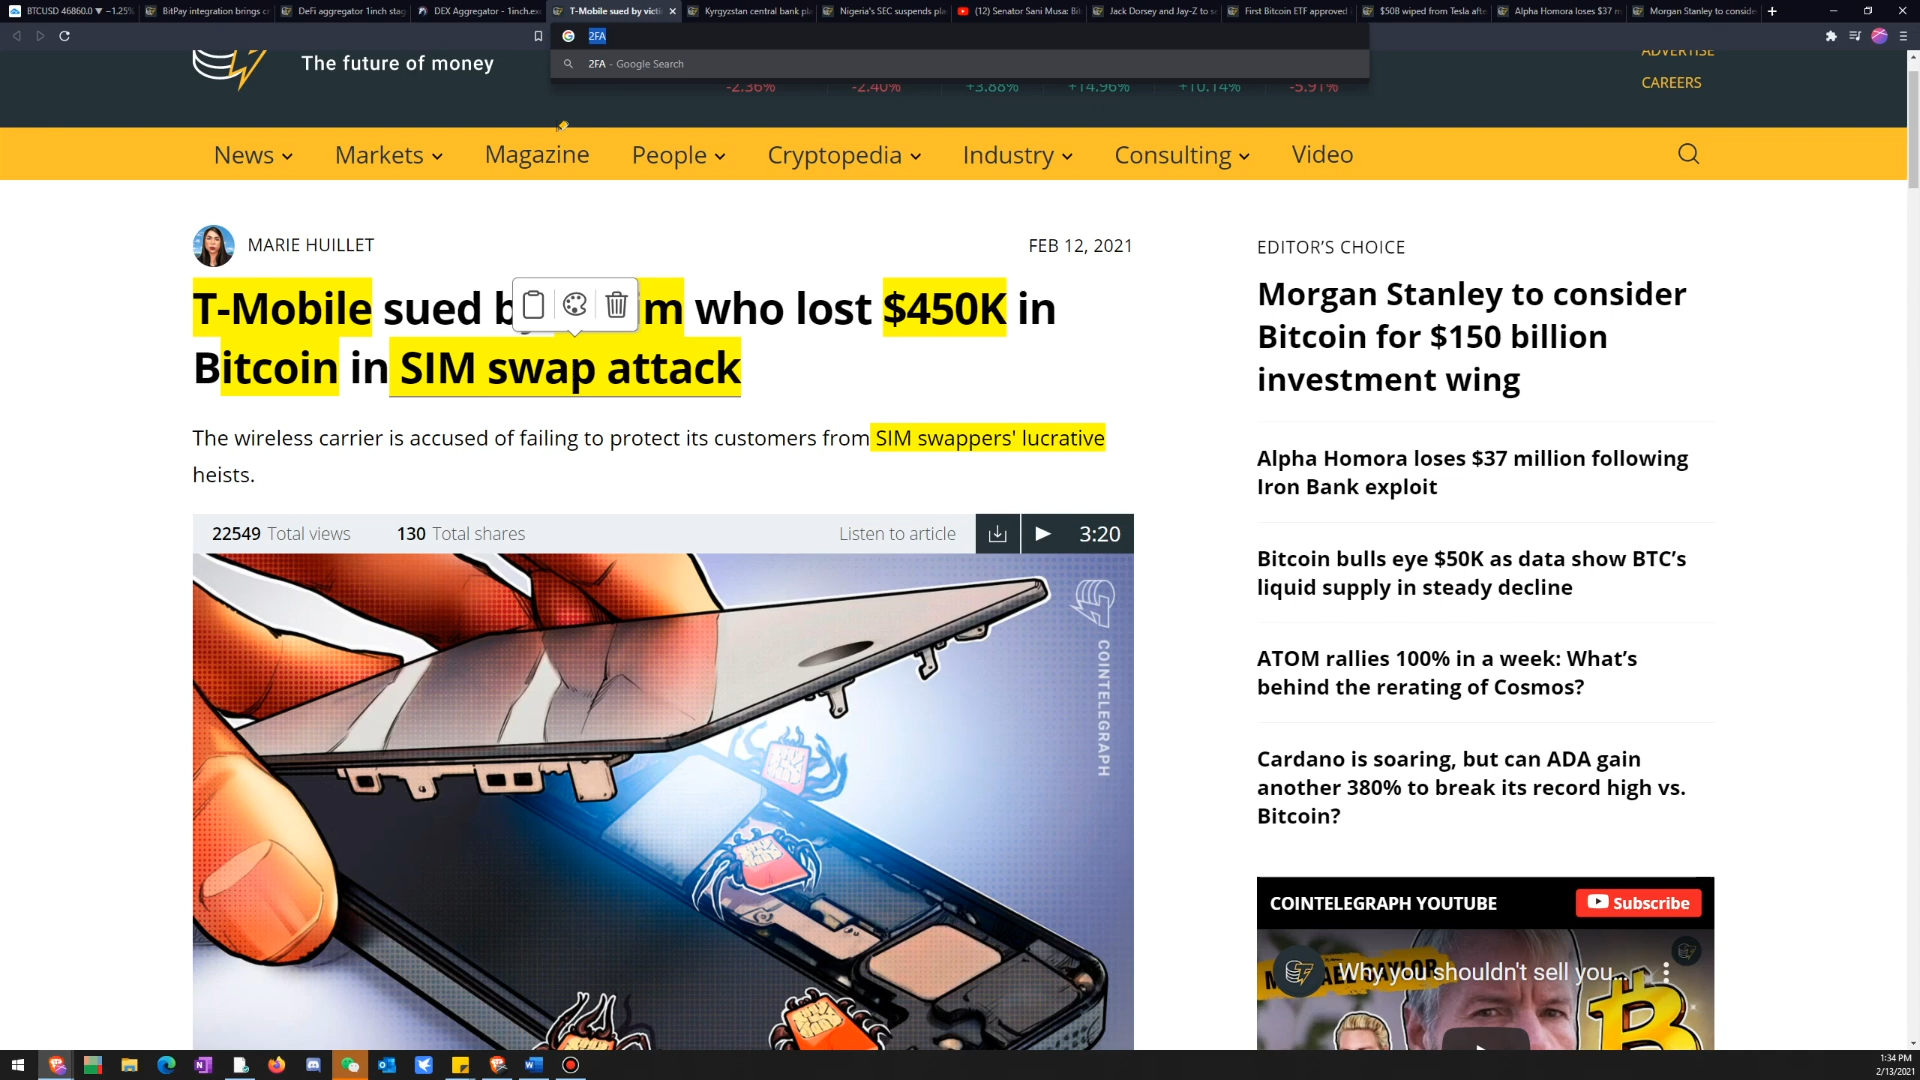 BTCUSD 46860.0 ▼ −1.25%
BitPay integration brings cr
DeFi aggregator 1inch stag
DEX Aggregator - 1inch.ex
T-Mobile sued by victi
Kyrgyzstan central bank pl
Nigeria's SEC suspends pla
(12) Senator Sani Musa: Bi
Jack Dorsey and Jay-Z to s
First Bitcoin ETF approved
$50B wiped from Tesla aft
Alpha Homora loses $37 m
Morgan Stanley to conside
2FA
2FA - Google Search
The future of money
-2.36% -2.40% +3.88% +14.96% +10.14% -5.91%
ADVERTISE
CAREERS
News Markets Magazine People Cryptopedia Industry Consulting Video
MARIE HUILLET
FEB 12, 2021
T-Mobile sued b m who lost $450K in
Bitcoin in SIM swap attack
The wireless carrier is accused of failing to protect its customers from SIM swappers' lucrative
heists.
22549 Total views 130 Total shares Listen to article 3:20
COINTELEGRAPH
EDITOR'S CHOICE
Morgan Stanley to consider
Bitcoin for $150 billion
investment wing
Alpha Homora loses $37 million following
Iron Bank exploit
Bitcoin bulls eye $50K as data show BTC's
liquid supply in steady decline
ATOM rallies 100% in a week: What's
behind the rerating of Cosmos?
Cardano is soaring, but can ADA gain
another 380% to break its record high vs.
Bitcoin?
COINTELEGRAPH YOUTUBE
Subscribe
Why you shouldn't sell you...
1:34 PM
2/13/2021